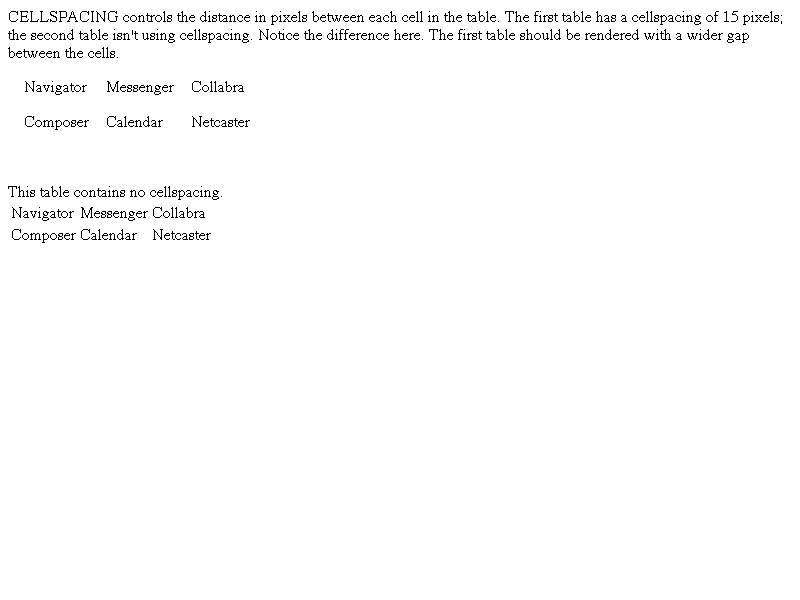 CELLSPACING controls the distance in pixels between each cell in the table. The first table has a cellspacing of 15 pixels;
the second table isn't using cellspacing. Notice the difference here. The first table should be rendered with a wider gap
between the cells.
Navigator Messenger Collabra
Composer Calendar Netcaster
This table contains no cellspacing.
Navigator Messenger Collabra
Composer Calendar Netcaster